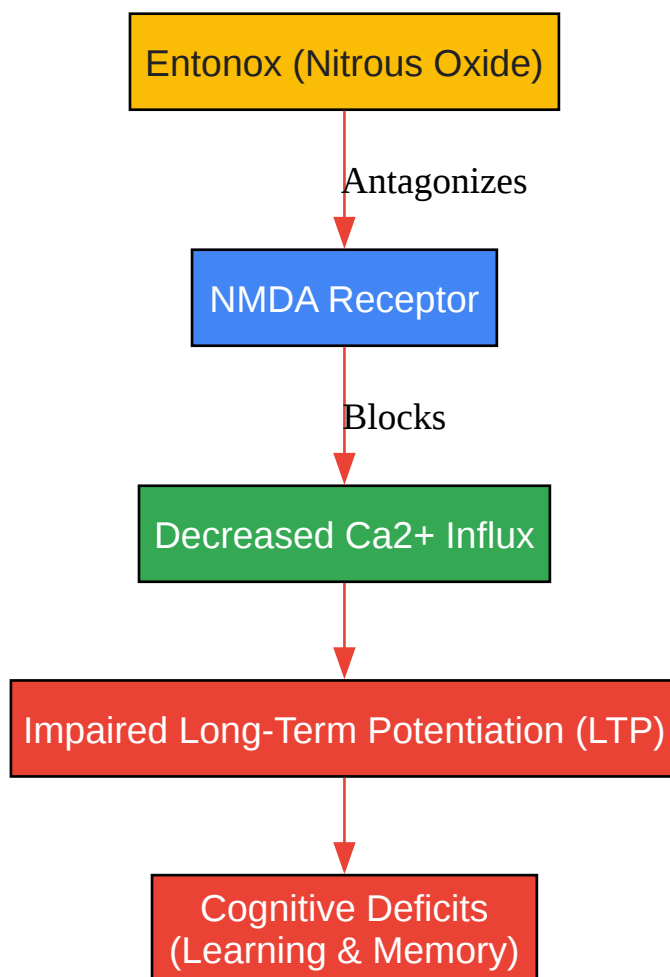 Entonox (Nitrous Oxide)
Antagonizes
NMDA Receptor
Blocks
Decreased Ca2+ Influx
Impaired Long-Term Potentiation (LTP)
Cognitive Deficits
(Learning & Memory)